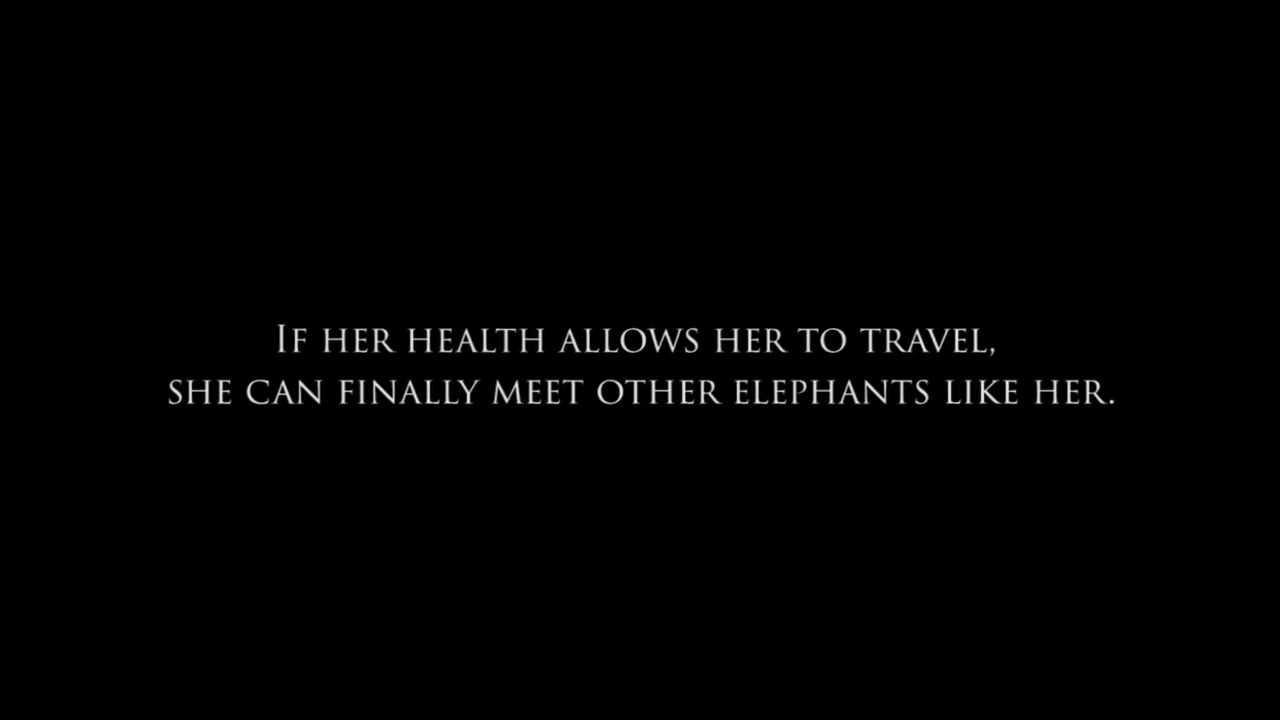 If her health allows her to travel,
she can finally meet other elephants like her.